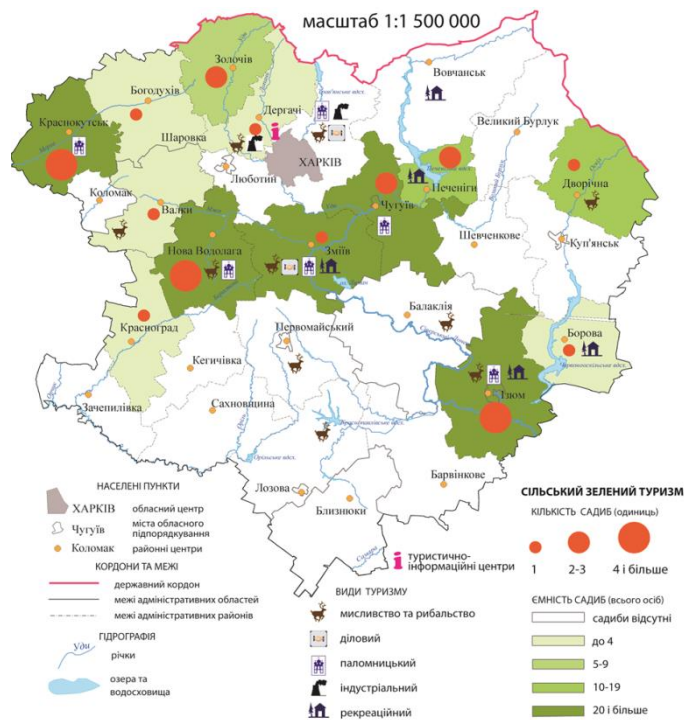 масштаб 1:1 500 000
Золочів
Вовчанськ
Богодухів
Дергачі
Краснокутськ
Великий Бурлук
Шаровка
ХАРКІВ
Люботин
Печеніги
Дворічна
Коломак
Валки
Чугуїв
Шевченкове
Куп'янськ
Нова Водолага
Зміїв
Балаклія
Красноград
Первомайський
Борова
Кегичівка
Ізюм
Зачепилівка
Сахновщина
Орільське вдсх.
Барвінкове
Лозова
Близнюки
Самара
НАСЕЛЕНІ ПУНКТИ
ХАРКІВ обласний центр
Чугуїв міста обласного
підпорядкування
Коломак районні центри
КОРДОНИ ТА МЕЖІ
державний кордон
межі адміністративних областей
межі адміністративних районів
ГІДРОГРАФІЯ
Уди річки
озера та
водосховища
i туристично-
інформаційні центри
ВИДИ ТУРИЗМУ
мисливство та рибальство
діловий
паломницький
індустріальний
рекреаційний
СІЛЬСЬКИЙ ЗЕЛЕНИЙ ТУРИЗМ
КІЛЬКІСТЬ САДИБ (одиниць)
1 2-3 4 і більше
ЄМНІСТЬ САДИБ (всього осіб)
садиби відсутні
до 4
5-9
10-19
20 і більше